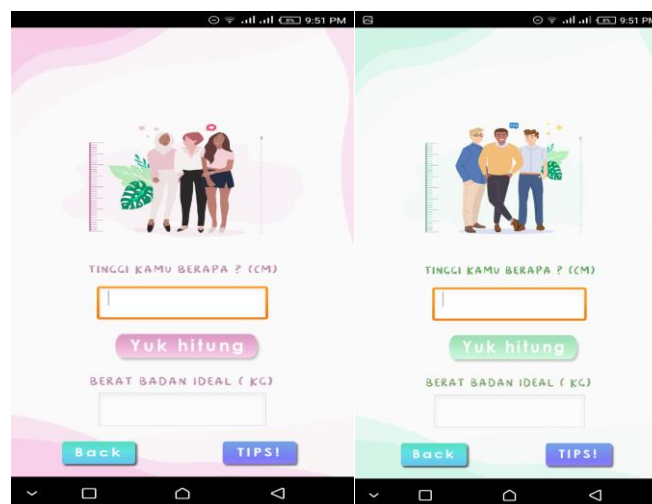 9:51 PM
TINGGI KAMU BERAPA ? (CM)
Yuk hitung
BERAT BADAN IDEAL ( KG)
Back
TIPS!
9:51 PM
TINGGI KAMU BERAPA ? (CM)
Yuk hitung
BERAT BADAN IDEAL ( KG)
Back
TIPS!